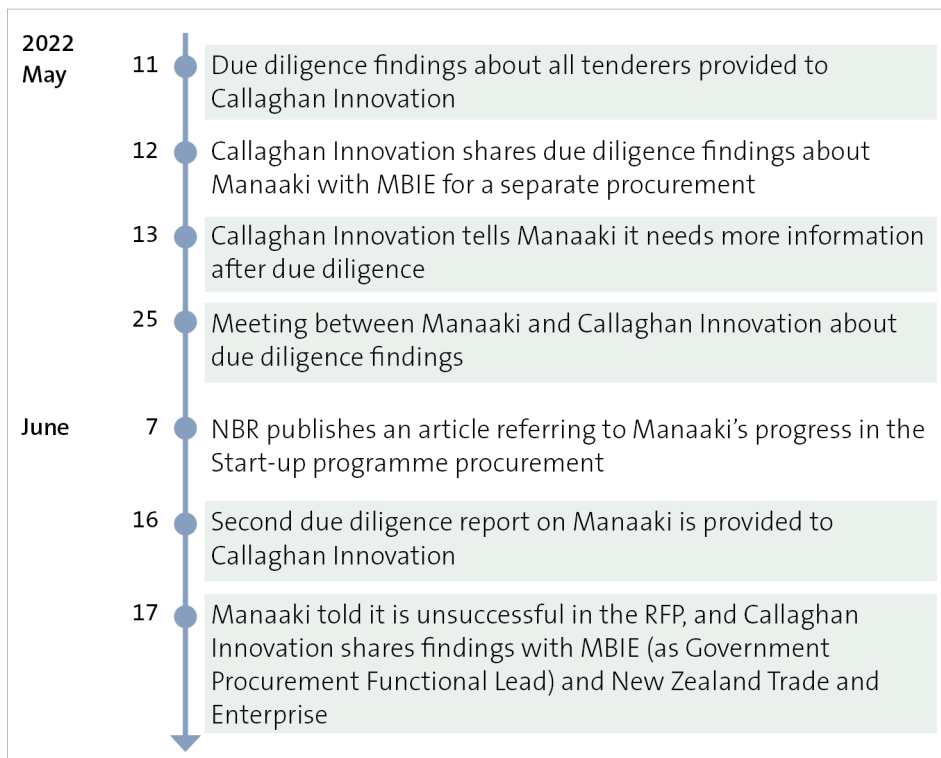 2022
May
11
Due diligence findings about all tenderers provided to
Callaghan Innovation
12
Callaghan Innovation shares due diligence findings about
Manaaki with MBIE for a separate procurement
13
Callaghan Innovation tells Manaaki it needs more information
after due diligence
25
Meeting between Manaaki and Callaghan Innovation about
due diligence findings
June
7
NBR publishes an article referring to Manaaki’s progress in the
Start-up programme procurement
16
Second due diligence report on Manaaki is provided to
Callaghan Innovation
17
Manaaki told it is unsuccessful in the RFP, and Callaghan
Innovation shares findings with MBIE (as Government
Procurement Functional Lead) and New Zealand Trade and
Enterprise